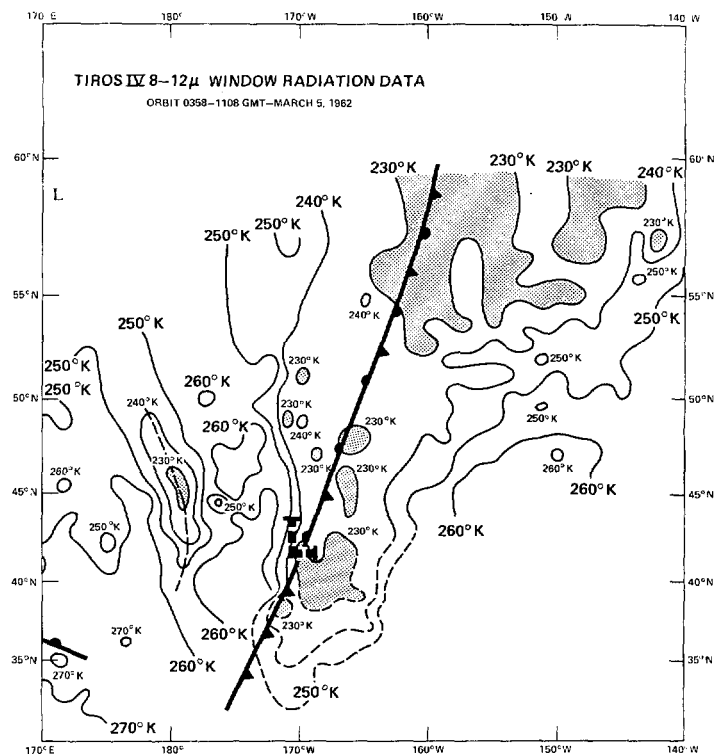 170°E 180° 170°W 160°W 150°W 140°W
TIROS IV 8–12μ WINDOW RADIATION DATA
ORBIT 0358–1108 GMT–MARCH 5, 1962
60°N 230°K 230°K 230°K 240°K 60°N
L 240°K
250°K 250°K 230°K
250°K
55°N 240°K 55°N
250°K 250°K
250°K 230°K 250°K
250°K 260°K
50°N 50°N
240°K 260°K 230°K 240°K 230°K 250°K
230°K 230°K 230°K 260°K
260°K 260°K
45°N 250°K 45°N
250°K 260°K
230°K
L
40°N 40°N
260°K 230°K
270°K 260°K
35°N 35°N
270°K 250°K
270°K
170°E 180° 170°W 160°W 150°W 140°W